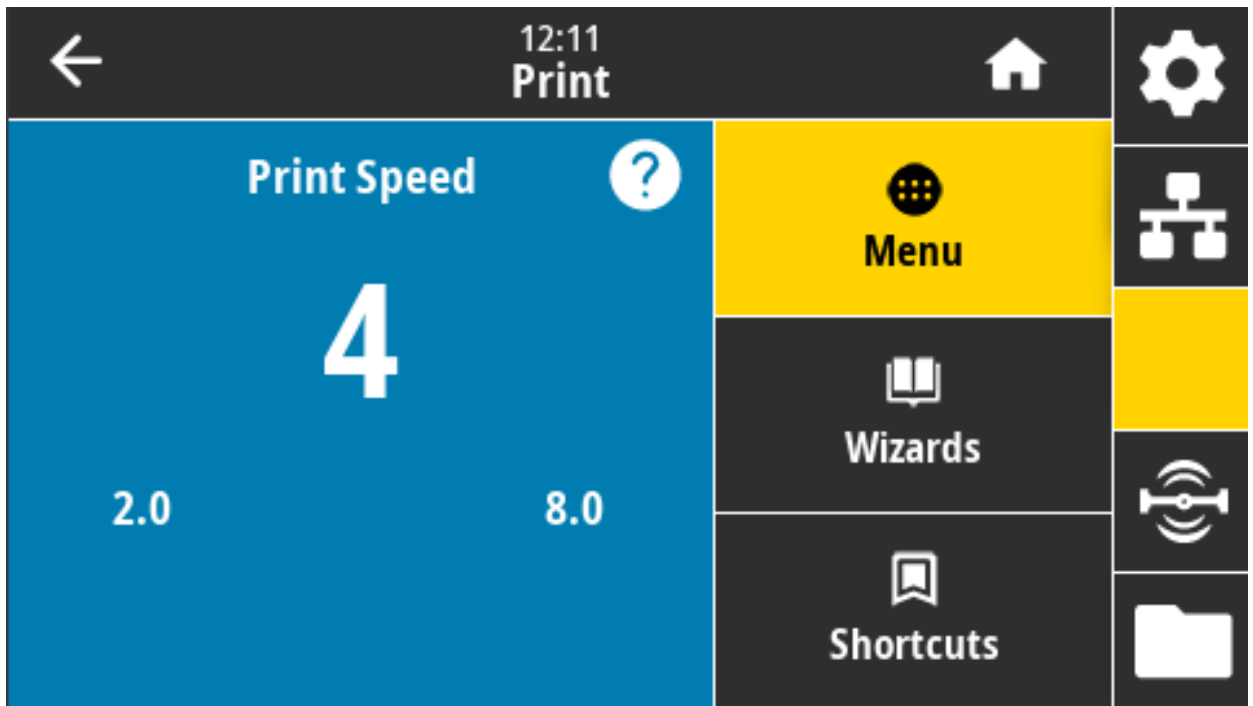 12:11
Print
Print Speed
?
4
2.0
8.0
Menu
Wizards
Shortcuts